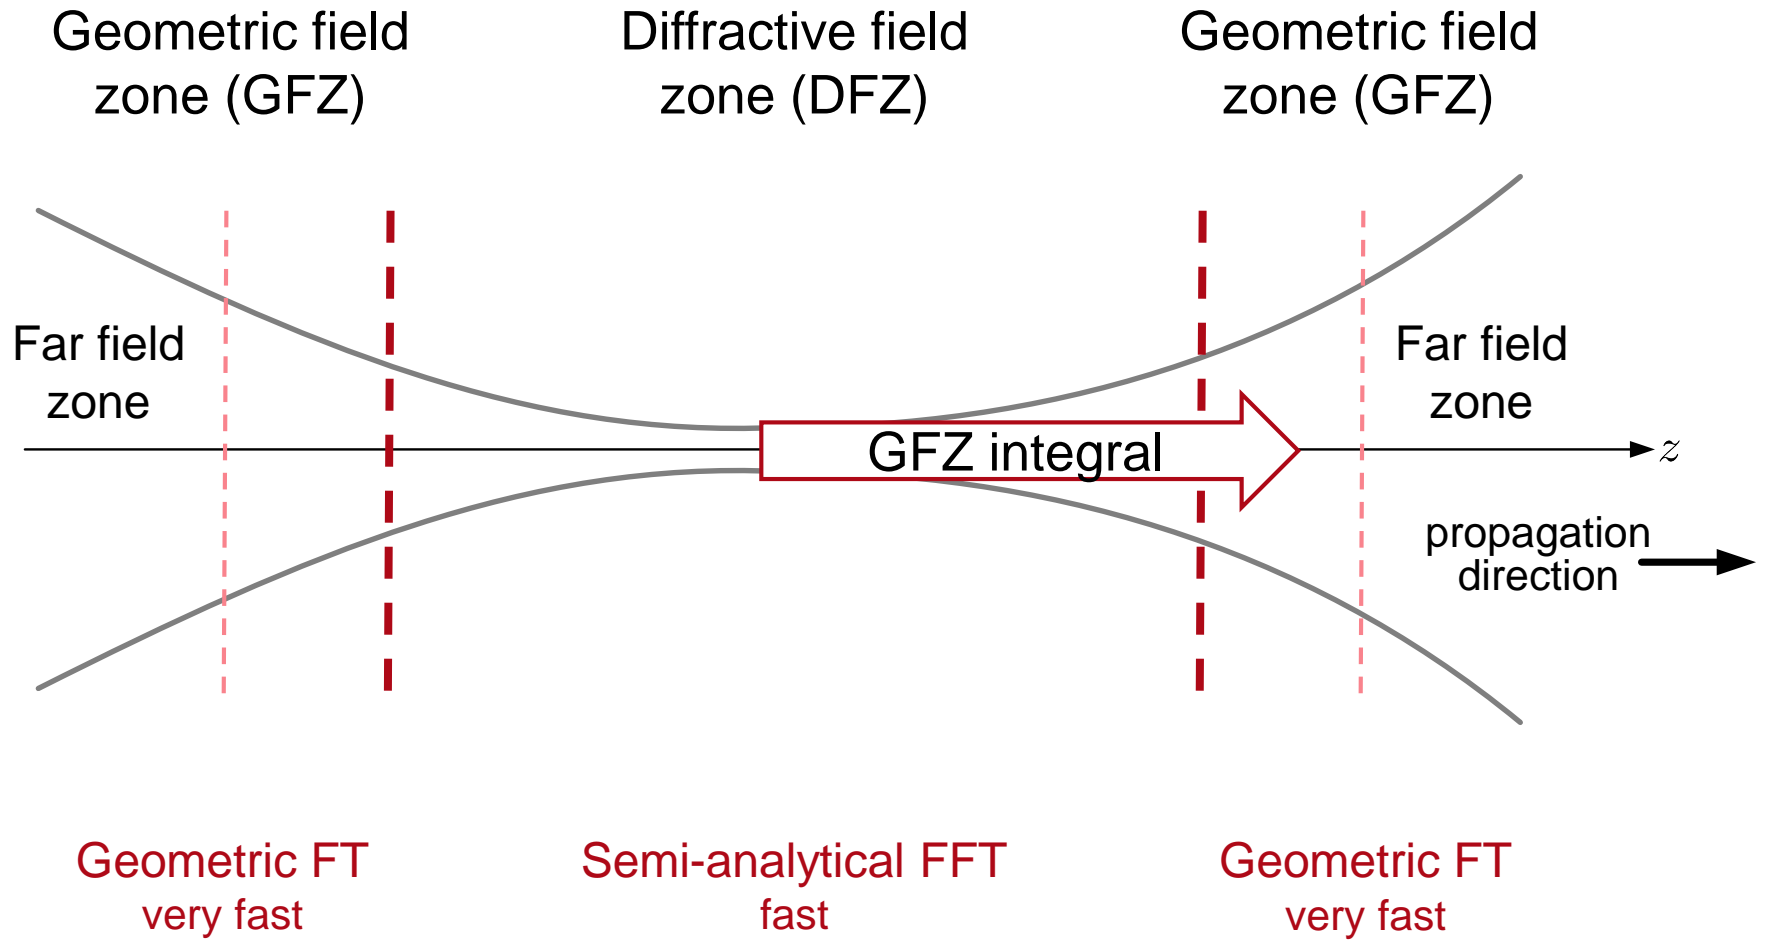 Geometric field
zone (GFZ)
Diffractive field
zone (DFZ)
Geometric field
zone (GFZ)
Far field
zone
Far field
zone
GFZ integral
z
propagation
direction
Geometric FT
very fast
Semi-analytical FFT
fast
Geometric FT
very fast